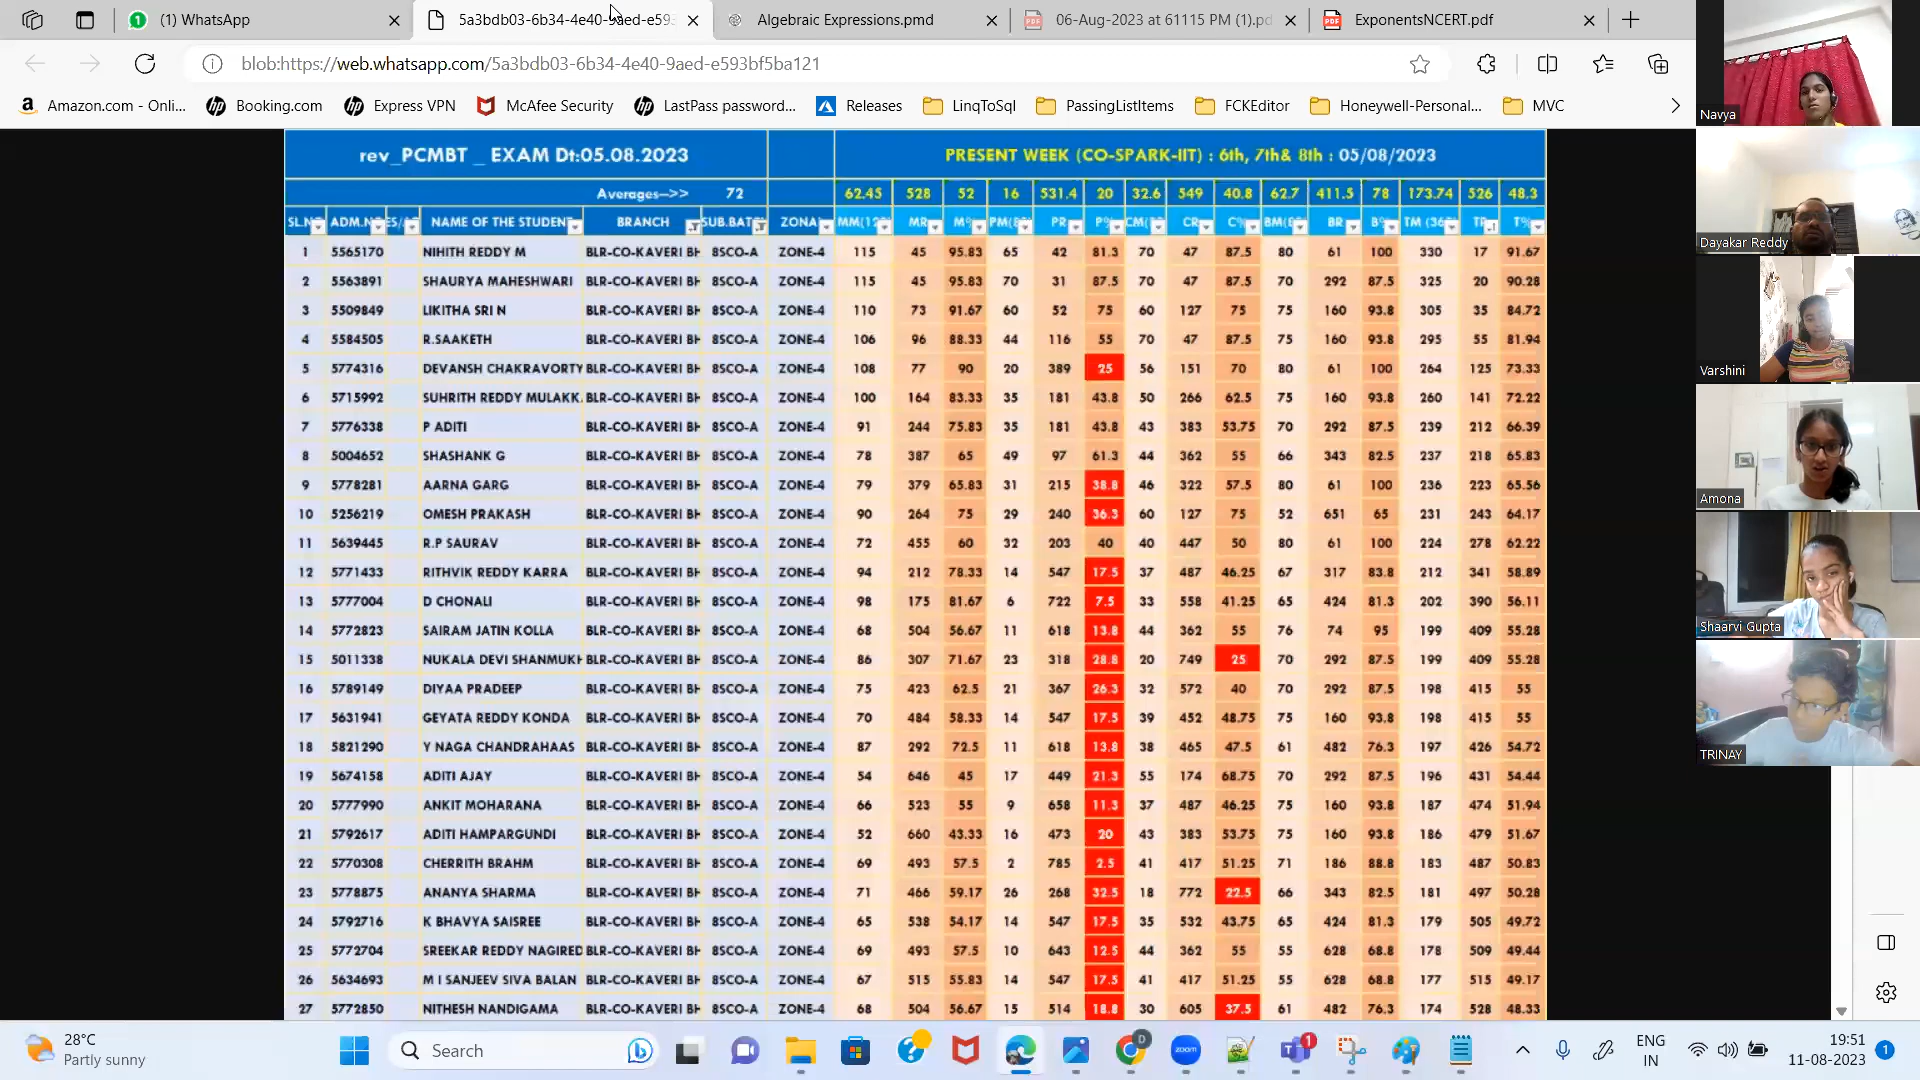 (1) WhatsApp
5a3bdb03-6b34-4e40-9aed-e593
Algebraic Expressions.pmd
06-Aug-2023 at 61115 PM (1).pd
ExponentsNCERT.pdf
blob:https://web.whatsapp.com/5a3bdb03-6b34-4e40-9aed-e593bf5ba121
Amazon.com - Onli...
Booking.com
Express VPN
McAfee Security
LastPass password...
Releases
LinqToSql
PassingListItems
FCKEditor
Honeywell-Personal...
MVC
rev_PCMBT _ EXAM Dt:05.08.2023
PRESENT WEEK (CO-SPARK-IIT) : 6th, 7th& 8th : 05/08/2023
Averages-->> 72 62.45 528 52 16 531.4 20 32.6 549 40.8 62.7 411.5 78 173.74 526 48.3
NAME OF THE STUDENT BRANCH MR PR CR BR
1 5565170 NIHITH REDDY M BLR-CO-KAVERI BH 8SCO-A ZONE-4 115 45 95.83 65 42 81.3 70 47 87.5 80 61 100 330 17 91.67
2 5563891 SHAURYA MAHESHWARI BLR-CO-KAVERI BH 8SCO-A ZONE-4 115 45 95.83 70 31 87.5 70 47 87.5 70 292 87.5 325 20 90.28
3 5509849 LIKITHA SRI N BLR-CO-KAVERI BH 8SCO-A ZONE-4 110 73 91.67 60 52 75 60 127 75 75 160 93.8 305 35 84.72
4 5584505 R.SAAKETH BLR-CO-KAVERI BH 8SCO-A ZONE-4 106 96 88.33 44 116 55 70 47 87.5 75 160 93.8 295 55 81.94
5 5774316 DEVANSH CHAKRAVORTY BLR-CO-KAVERI BH 8SCO-A ZONE-4 108 77 90 20 389 25 56 151 70 80 61 100 264 125 73.33
6 5715992 SUHRITH REDDY MULAKK. BLR-CO-KAVERI BH 8SCO-A ZONE-4 100 164 83.33 35 181 43.8 50 266 62.5 75 160 93.8 260 141 72.22
7 5776338 P ADITI BLR-CO-KAVERI BH 8SCO-A ZONE-4 91 244 75.83 35 181 43.8 43 383 53.75 70 292 87.5 239 212 66.39
8 5004652 SHASHANK G BLR-CO-KAVERI BH 8SCO-A ZONE-4 78 387 65 49 97 61.3 44 362 55 66 343 82.5 237 218 65.83
9 5778281 AARNA GARG BLR-CO-KAVERI BH 8SCO-A ZONE-4 79 379 65.83 31 215 38.8 46 322 57.5 80 61 100 236 223 65.56
10 5256219 OMESH PRAKASH BLR-CO-KAVERI BH 8SCO-A ZONE-4 90 264 75 29 240 36.3 60 127 75 52 651 65 231 243 64.17
11 5639445 R.P SAURAV BLR-CO-KAVERI BH 8SCO-A ZONE-4 72 455 60 32 203 40 40 447 50 80 61 100 224 278 62.22
12 5771433 RITHVIK REDDY KARRA BLR-CO-KAVERI BH 8SCO-A ZONE-4 94 212 78.33 14 547 17.5 37 487 46.25 67 317 83.8 212 341 58.89
13 5777004 D CHONALI BLR-CO-KAVERI BH 8SCO-A ZONE-4 98 175 81.67 6 722 7.5 33 558 41.25 65 424 81.3 202 390 56.11
14 5772823 SAIRAM JATIN KOLLA BLR-CO-KAVERI BH 8SCO-A ZONE-4 68 504 56.67 11 618 13.8 44 362 55 76 74 95 199 409 55.28
15 5011338 NUKALA DEVI SHANMUKH BLR-CO-KAVERI BH 8SCO-A ZONE-4 86 307 71.67 23 318 28.8 20 749 25 70 292 87.5 199 409 55.28
16 5789149 DIYAA PRADEEP BLR-CO-KAVERI BH 8SCO-A ZONE-4 75 423 62.5 21 367 26.3 32 572 40 70 292 87.5 198 415 55
17 5631941 GEYATA REDDY KONDA BLR-CO-KAVERI BH 8SCO-A ZONE-4 70 484 58.33 14 547 17.5 39 452 48.75 75 160 93.8 198 415 55
18 5821290 Y NAGA CHANDRAHAAS BLR-CO-KAVERI BH 8SCO-A ZONE-4 87 292 72.5 11 618 13.8 38 465 47.5 61 482 76.3 197 426 54.72
19 5674158 ADITI AJAY BLR-CO-KAVERI BH 8SCO-A ZONE-4 54 646 45 17 449 21.3 55 174 68.75 70 292 87.5 196 431 54.44
20 5777990 ANKIT MOHARANA BLR-CO-KAVERI BH 8SCO-A ZONE-4 66 523 55 9 658 11.3 37 487 46.25 75 160 93.8 187 474 51.94
21 5792617 ADITI HAMPARGUNDI BLR-CO-KAVERI BH 8SCO-A ZONE-4 52 660 43.33 16 473 20 43 383 53.75 75 160 93.8 186 479 51.67
22 5770308 CHERRITH BRAHM BLR-CO-KAVERI BH 8SCO-A ZONE-4 69 493 57.5 2 785 2.5 41 417 51.25 71 186 88.8 183 487 50.83
23 5778875 ANANYA SHARMA BLR-CO-KAVERI BH 8SCO-A ZONE-4 71 466 59.17 26 268 32.5 18 772 22.5 66 343 82.5 181 497 50.28
24 5792716 K BHAVYA SAISREE BLR-CO-KAVERI BH 8SCO-A ZONE-4 65 538 54.17 14 547 17.5 35 532 43.75 65 424 81.3 179 505 49.72
25 5772704 SREEKAR REDDY NAGIRED BLR-CO-KAVERI BH 8SCO-A ZONE-4 69 493 57.5 10 643 12.5 44 362 55 55 628 68.8 178 509 49.44
26 5634693 M I SANJEEV SIVA BALAN BLR-CO-KAVERI BH 8SCO-A ZONE-4 67 515 55.83 14 547 17.5 41 417 51.25 55 628 68.8 177 515 49.17
27 5772850 NITHESH NANDIGAMA BLR-CO-KAVERI BH 8SCO-A ZONE-4 68 504 56.67 15 514 18.8 30 605 37.5 61 482 76.3 174 528 48.33
Navya
Dayakar Reddy
Varshini
Amona
Shaarvi Gupta
TRINAY
28°C
Partly sunny
Search
zoom
ENG
IN
19:51
11-08-2023